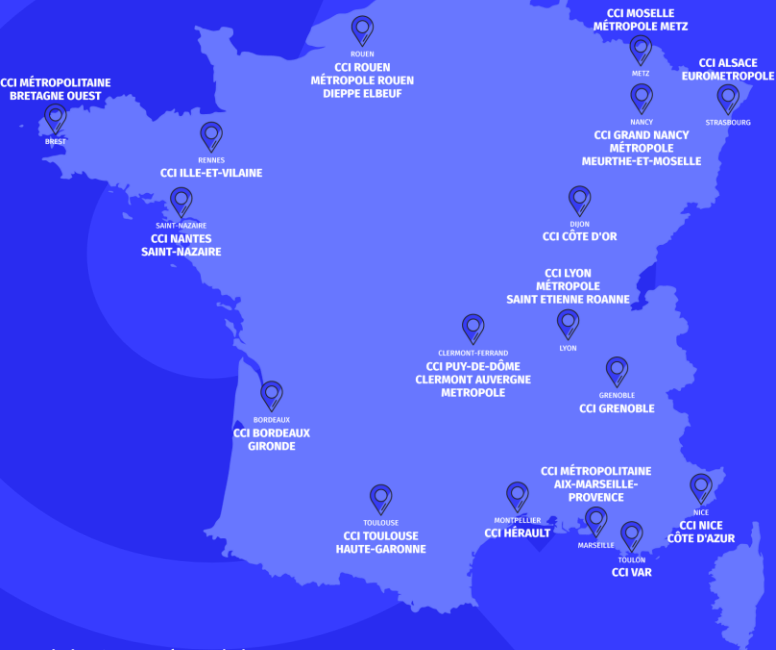 CCI MOSELLE
MÉTROPOLE METZ
METZ
ROUEN
CCI ROUEN
MÉTROPOLE ROUEN
DIEPPE ELBEUF
CCI ALSACE
EUROMETROPOLE
STRASBOURG
CCI MÉTROPOLITAINE
BRETAGNE OUEST
BREST
NANCY
CCI GRAND NANCY
MÉTROPOLE
MEURTHE-ET-MOSELLE
RENNES
CCI ILLE-ET-VILAINE
SAINT-NAZAIRE
CCI NANTES
SAINT-NAZAIRE
DIJON
CCI CÔTE D'OR
CCI LYON
MÉTROPOLE
SAINT ETIENNE ROANNE
LYON
CLERMONT-FERRAND
CCI PUY-DE-DÔME
CLERMONT AUVERGNE
METROPOLE
GRENOBLE
CCI GRENOBLE
BORDEAUX
CCI BORDEAUX
GIRONDE
CCI MÉTROPOLITAINE
AIX-MARSEILLE-
PROVENCE
MARSEILLE
TOULOUSE
CCI TOULOUSE
HAUTE-GARONNE
MONTPELLIER
CCI HÉRAULT
NICE
CCI NICE
CÔTE D'AZUR
TOULON
CCI VAR